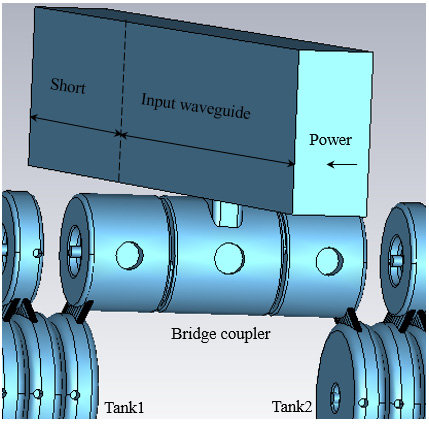 Short
Input waveguide
Power
Bridge coupler
Tank1
Tank2